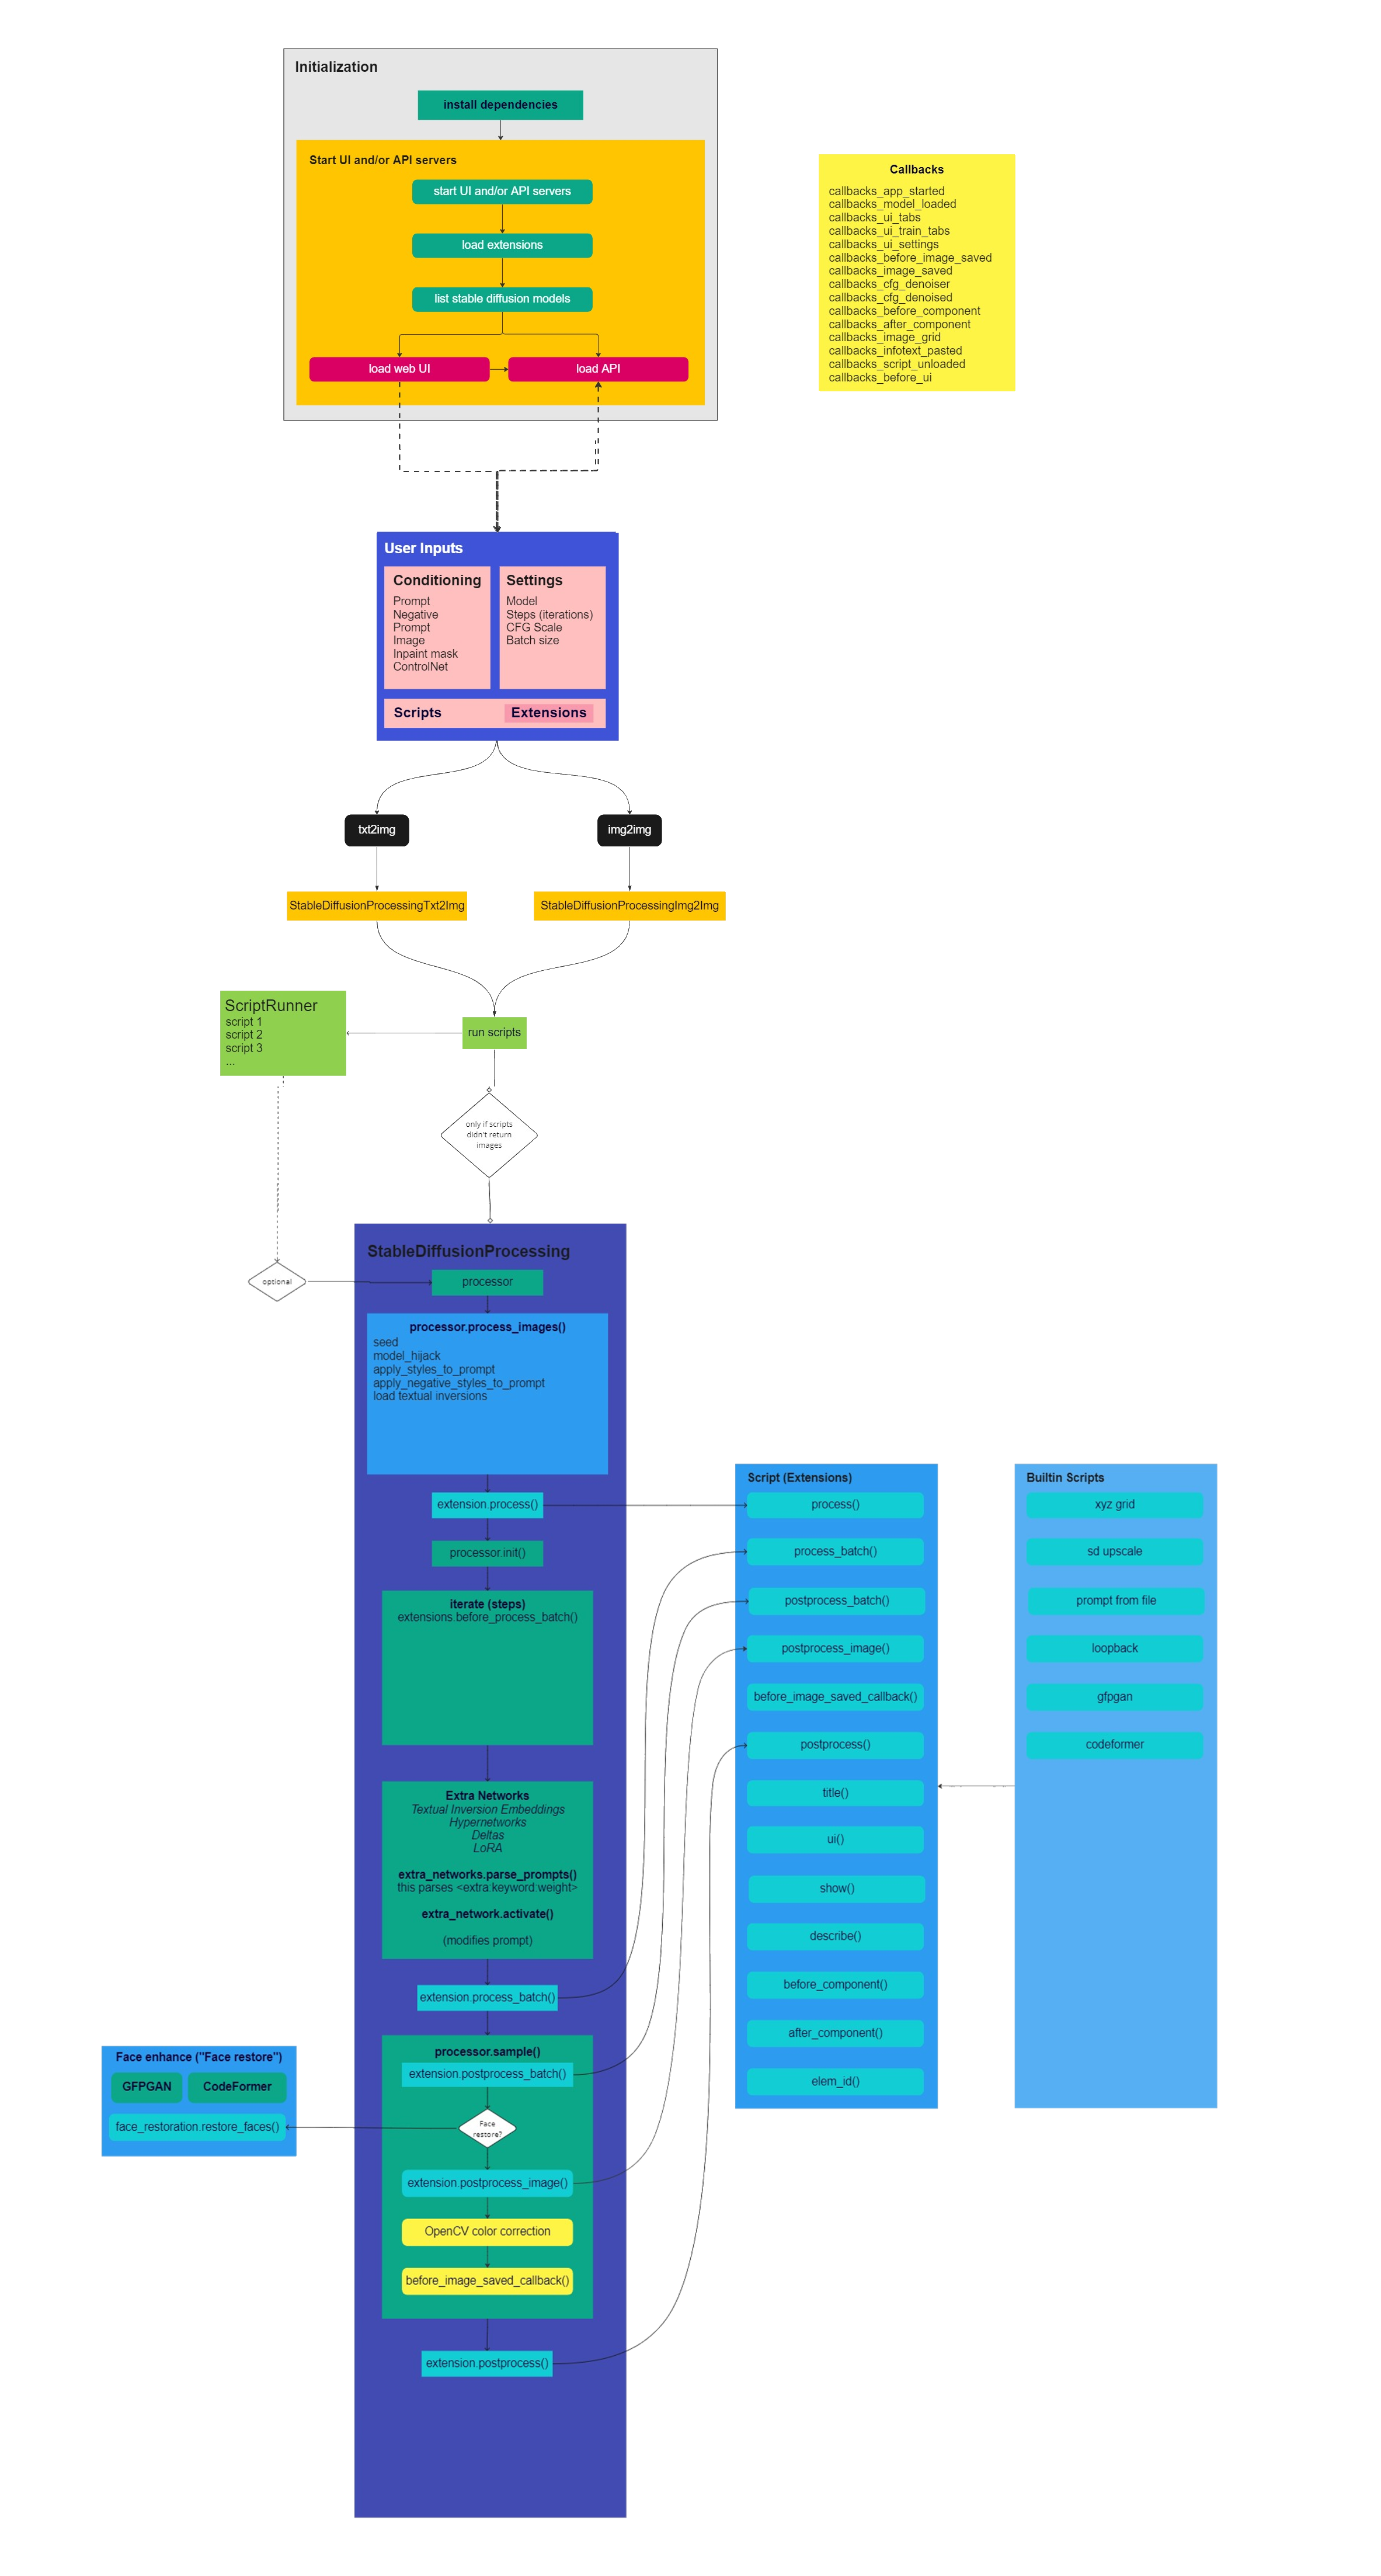 Initialization
install dependencies
Start UI and/or API servers
start UI and/or API servers
load extensions
list stable diffusion models
load web UI
load API
Callbacks
callbacks_app_started
callbacks_model_loaded
callbacks_ui_tabs
callbacks_ui_train_tabs
callbacks_ui_settings
callbacks_before_image_saved
callbacks_image_saved
callbacks_cfg_denoiser
callbacks_cfg_denoised
callbacks_before_component
callbacks_after_component
callbacks_image_grid
callbacks_infotext_pasted
callbacks_script_unloaded
callbacks_before_ui
User Inputs
Conditioning
Prompt
Negative
Prompt
Image
Inpaint mask
ControlNet
Settings
Model
Steps (iterations)
CFG Scale
Batch size
Scripts
Extensions
txt2img
img2img
StableDiffusionProcessingTxt2Img
StableDiffusionProcessingImg2Img
ScriptRunner
script 1
script 2
script 3
...
run scripts
only if scripts
didn't return
images
optional
StableDiffusionProcessing
processor
processor.process_images()
seed
model_hijack
apply_styles_to_prompt
apply_negative_styles_to_prompt
load textual inversions
extension.process()
processor.init()
iterate (steps)
extensions.before_process_batch()
Extra Networks
Textual Inversion Embeddings
Hypernetworks
Deltas
LoRA
extra_networks.parse_prompts()
this parses <extra:keyword:weight>
extra_network.activate()
(modifies prompt)
extension.process_batch()
processor.sample()
extension.postprocess_batch()
Face
restore?
extension.postprocess_image()
OpenCV color correction
before_image_saved_callback()
extension.postprocess()
Face enhance ("Face restore")
GFPGAN
CodeFormer
face_restoration.restore_faces()
Script (Extensions)
process()
process_batch()
postprocess_batch()
postprocess_image()
before_image_saved_callback()
postprocess()
title()
ui()
show()
describe()
before_component()
after_component()
elem_id()
Builtin Scripts
xyz grid
sd upscale
prompt from file
loopback
gfpgan
codeformer